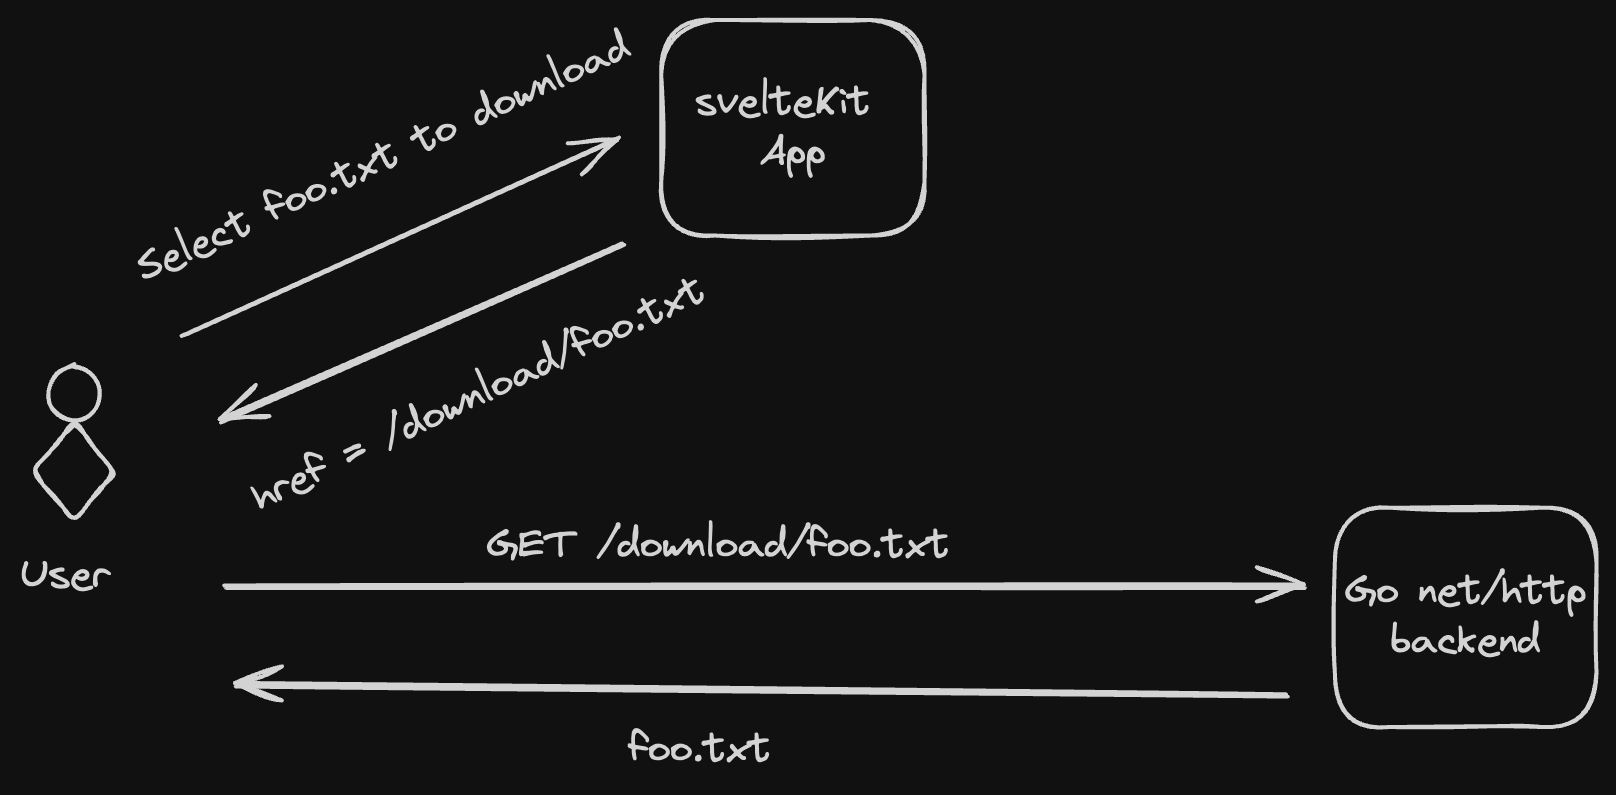 Select foo.txt to download
svelteKit
App
href = /download/foo.txt
User
GET /download/foo.txt
Go net/http
backend
foo.txt